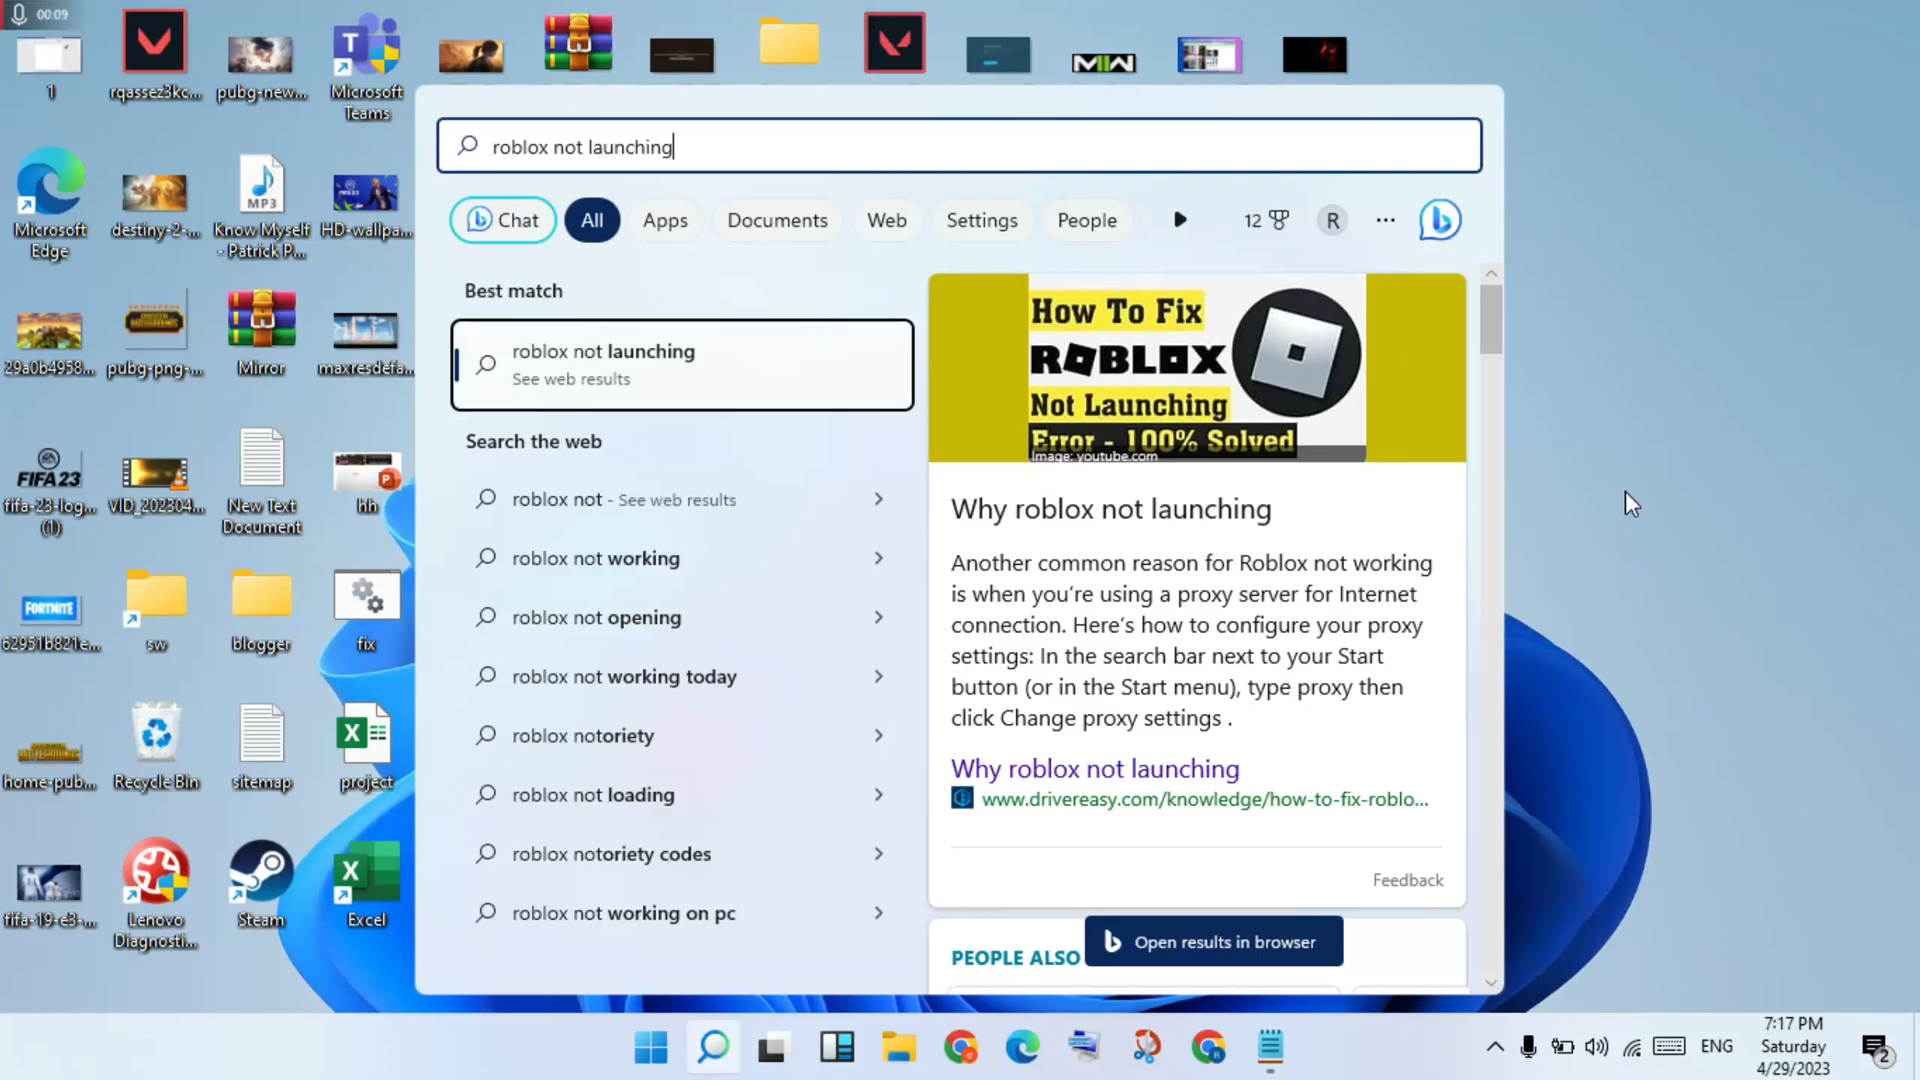 00:09
1
rqassez3kc...
pubg-new...
Microsoft
Teams
Microsoft
Edge
destiny-2-...
MP3
Know Myself
- Patrick P...
HD-wallpa...
29a0b4958...
pubg-png-...
Mirror
maxresdefa...
FIFA 23
fifa-23-log...
(1)
VID_202304...
New Text
Document
hh
FORTNITE
62951b821e...
sw
blogger
fix
home-pub...
Recycle Bin
sitemap
project
fifa-19-e3-...
Lenovo
Diagnosti...
Steam
Excel
roblox not launching
Chat
All
Apps
Documents
Web
Settings
People
12
R
Best match
roblox not launching
See web results
Search the web
roblox not - See web results
roblox not working
roblox not opening
roblox not working today
roblox notoriety
roblox not loading
roblox notoriety codes
roblox not working on pc
How To Fix
ROBLOX
Not Launching
Error - 100% Solved
Image: youtube.com
Why roblox not launching
Another common reason for Roblox not working
is when you're using a proxy server for Internet
connection. Here's how to configure your proxy
settings: In the search bar next to your Start
button (or in the Start menu), type proxy then
click Change proxy settings .
Why roblox not launching
www.drivereasy.com/knowledge/how-to-fix-roblo...
Feedback
PEOPLE ALSO
Open results in browser
ENG
7:17 PM
Saturday
4/29/2023
2